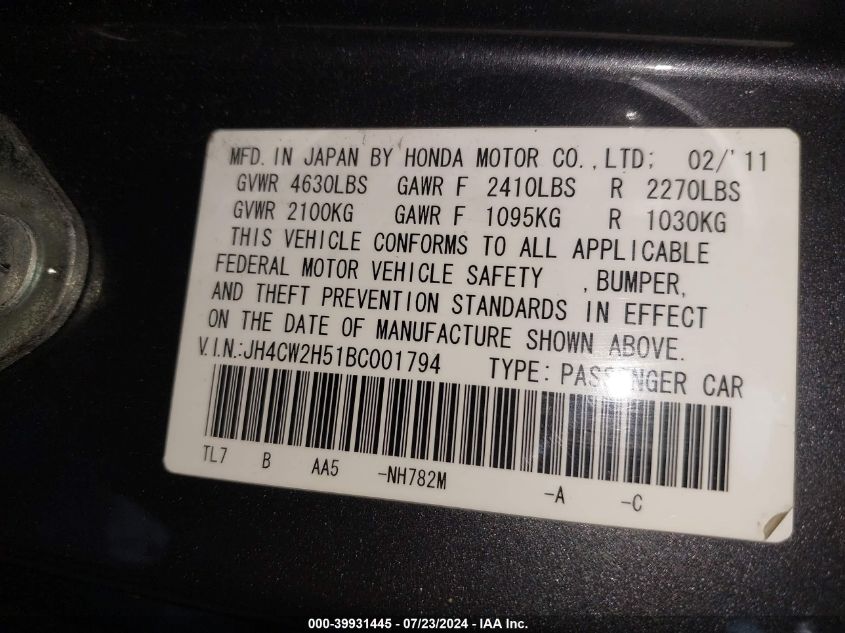 MFD. IN JAPAN BY HONDA MOTOR CO.,LTD; 02/'11
GVWR 4630LBS GAWR F 2410LBS R 2270LBS
GVWR 2100KG GAWR F 1095KG R 1030KG
THIS VEHICLE CONFORMS TO ALL APPLICABLE
FEDERAL MOTOR VEHICLE SAFETY , BUMPER,
AND THEFT PREVENTION STANDARDS IN EFFECT
ON THE DATE OF MANUFACTURE SHOWN ABOVE.
V.I.N.:JH4CW2H51BC001794 TYPE: PASSENGER CAR
TL7 B AA5 -NH782M -A -C
000-39931445 - 07/23/2024 - IAA Inc.